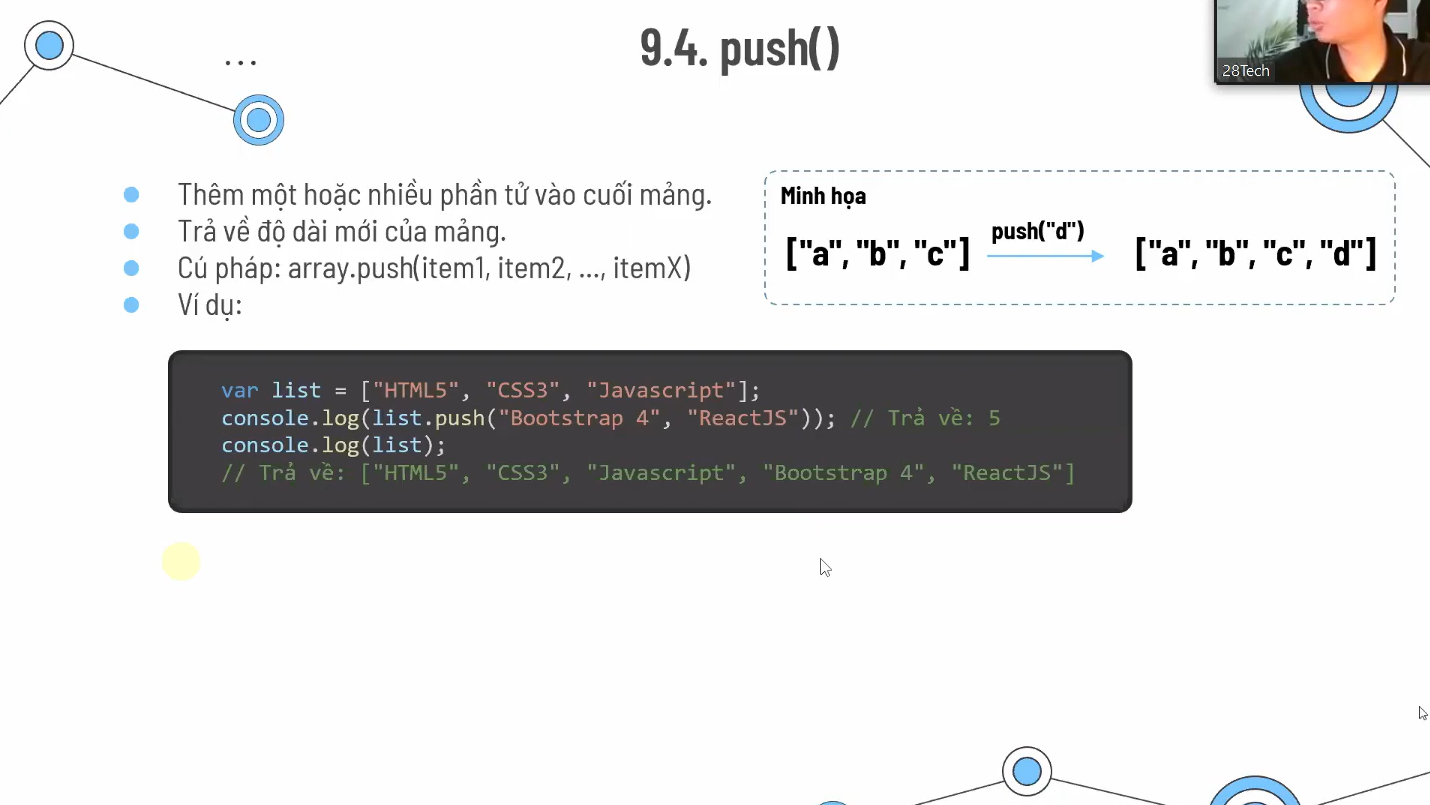 ...
9.4. push()
28Tech
Thêm một hoặc nhiều phần tử vào cuối mảng.
Trả về độ dài mới của mảng.
Cú pháp: array.push(item1, item2, ..., itemX)
Ví dụ:
Minh họa
["a", "b", "c"]
push("d")
["a", "b", "c", "d"]
var list = ["HTML5", "CSS3", "Javascript"];
console.log(list.push("Bootstrap 4", "ReactJS")); // Trả về: 5
console.log(list);
// Trả về: ["HTML5", "CSS3", "Javascript", "Bootstrap 4", "ReactJS"]